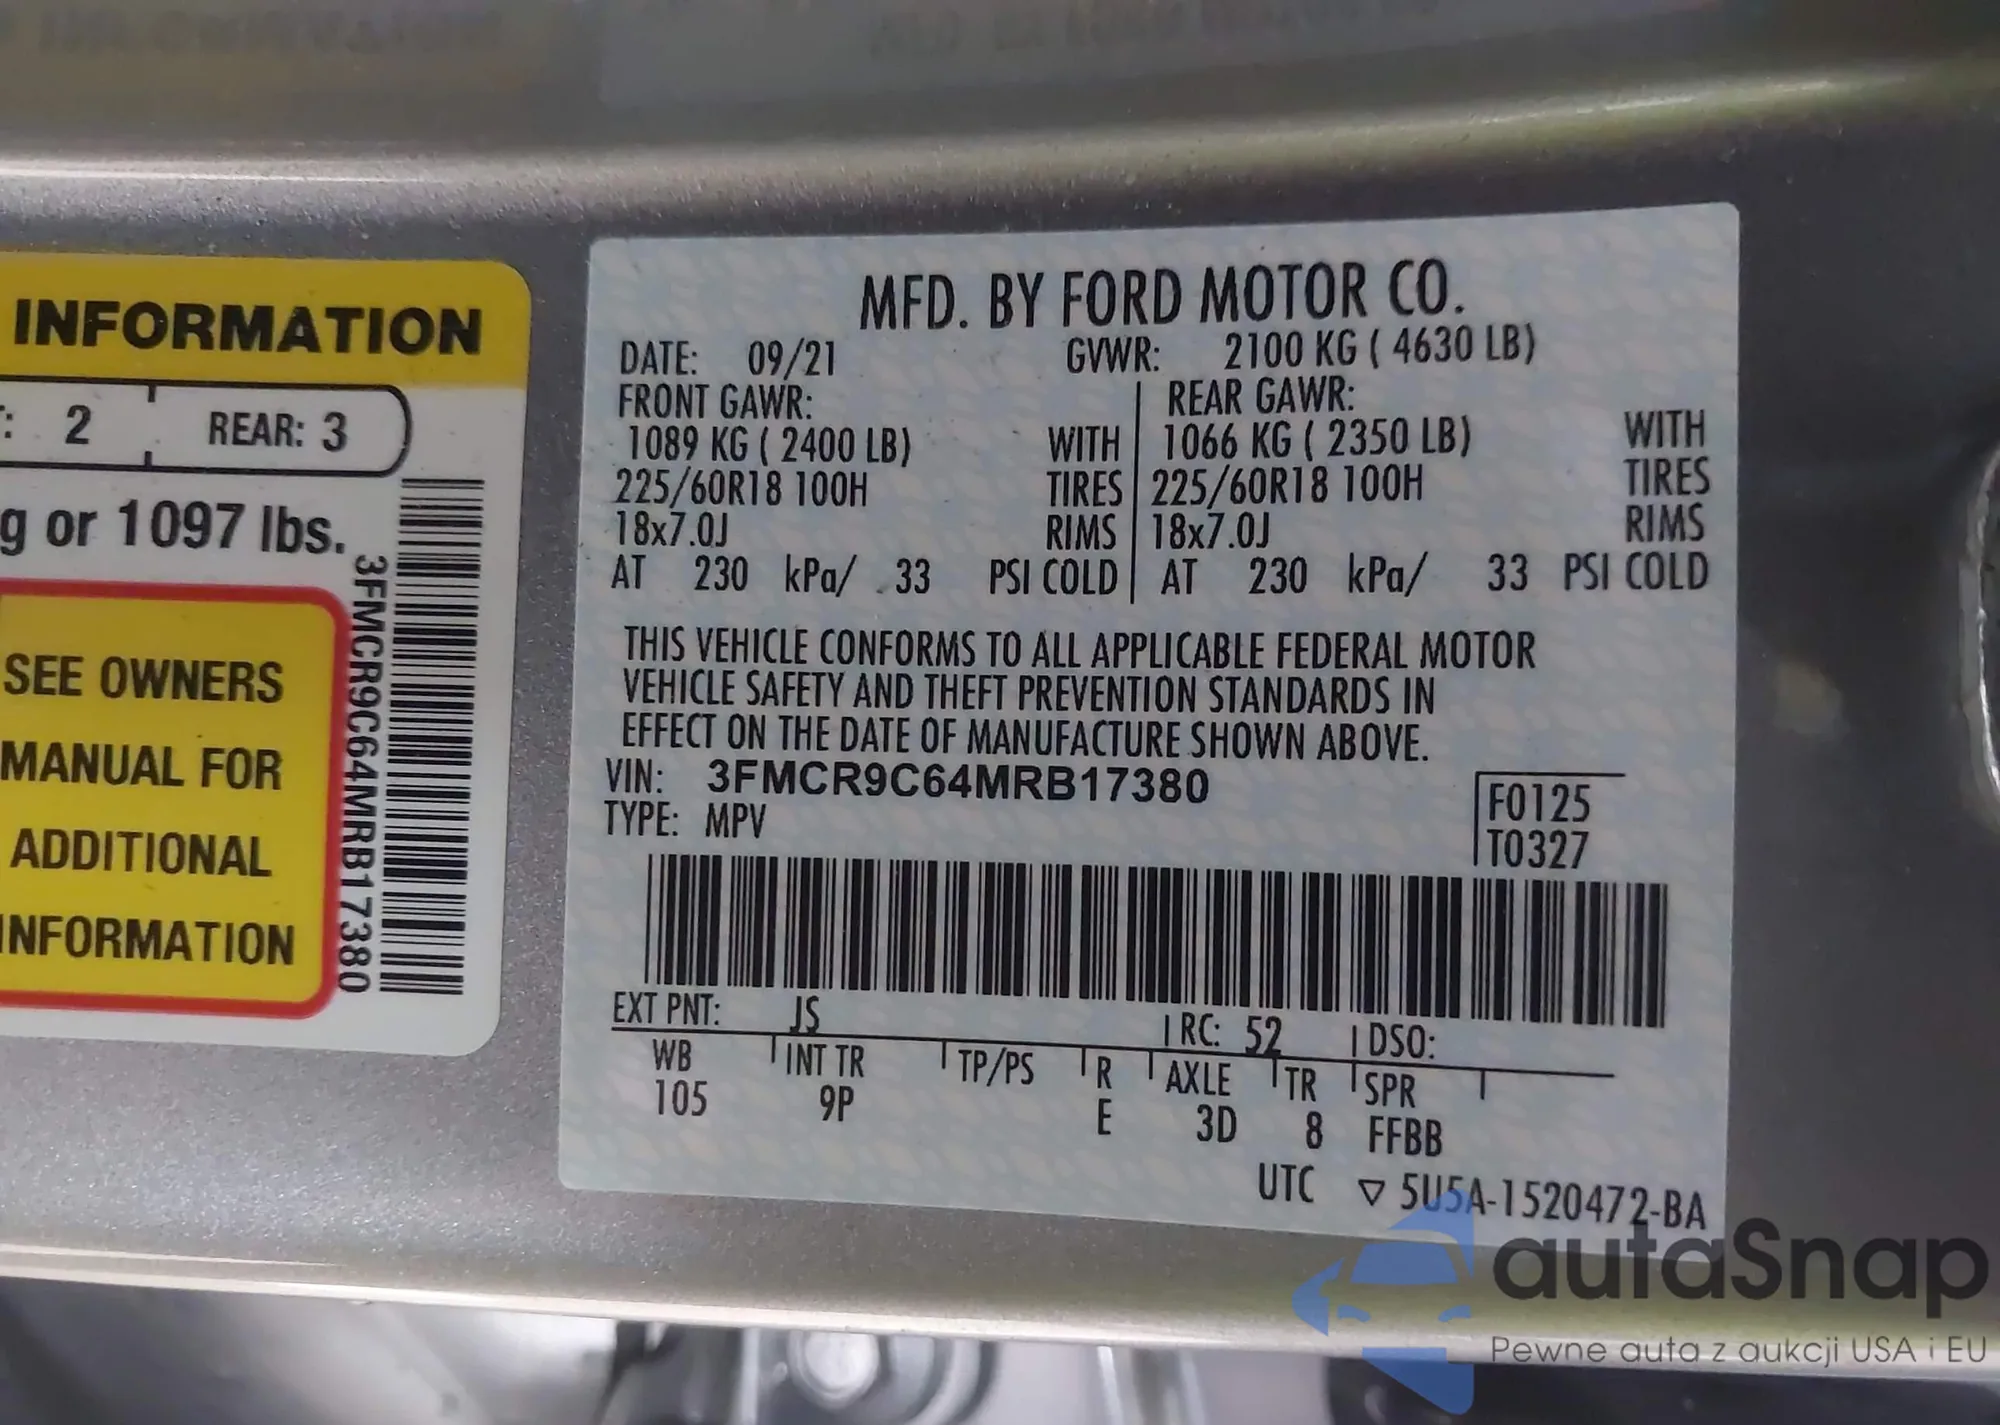 INFORMATION
2
REAR: 3
g or 1097 lbs.
SEE OWNERS
MANUAL FOR
ADDITIONAL
INFORMATION
3FMCR9C64MRB17380
MFD. BY FORD MOTOR CO.
DATE: 09/21 GVWR: 2100 KG ( 4630 LB)
FRONT GAWR: REAR GAWR:
1089 KG ( 2400 LB) WITH 1066 KG ( 2350 LB) WITH
225/60R18 100H TIRES 225/60R18 100H TIRES
18x7.0J RIMS 18x7.0J RIMS
AT 230 kPa/ 33 PSI COLD AT 230 kPa/ 33 PSI COLD
THIS VEHICLE CONFORMS TO ALL APPLICABLE FEDERAL MOTOR
VEHICLE SAFETY AND THEFT PREVENTION STANDARDS IN
EFFECT ON THE DATE OF MANUFACTURE SHOWN ABOVE.
VIN: 3FMCR9C64MRB17380
TYPE: MPV
F0125
T0327
EXT PNT: JS RC: 52 DSO:
WB INT TR TP/PS R AXLE TR SPR
105 9P E 3D 8 FFBB
UTC ▽ 5U5A-1520472-BA
autaSnap
Pewne auta z aukcji USA i EU